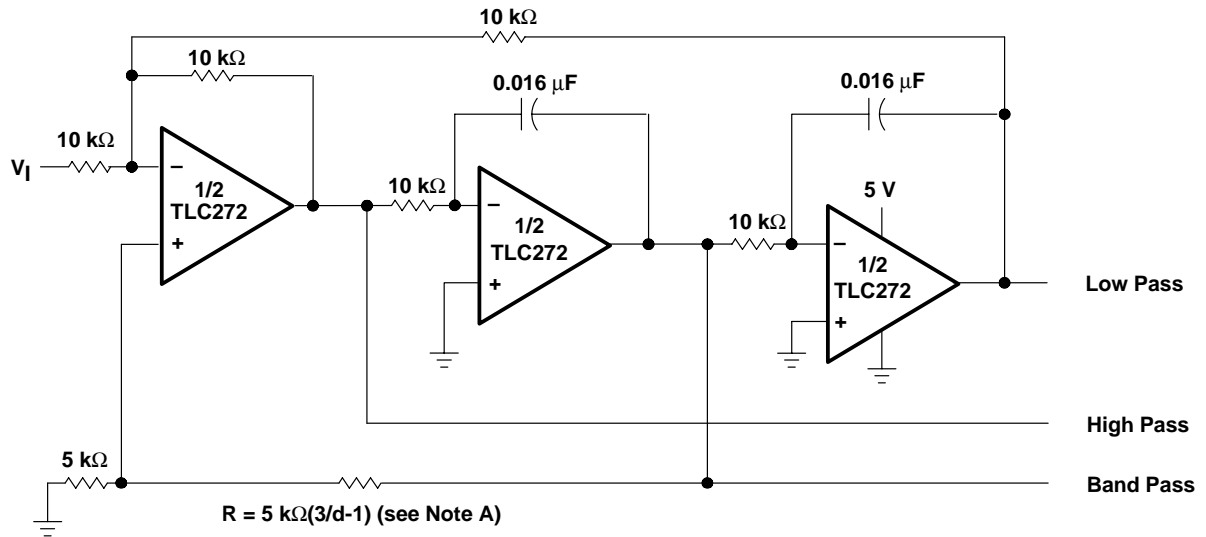 10 kΩ
10 kΩ
0.016 μF
0.016 μF
10 kΩ
VI
−
1/2
TLC272
+
10 kΩ
−
1/2
TLC272
+
5 V
10 kΩ
−
1/2
TLC272
+
Low Pass
High Pass
5 kΩ
Band Pass
R = 5 kΩ(3/d-1) (see Note A)